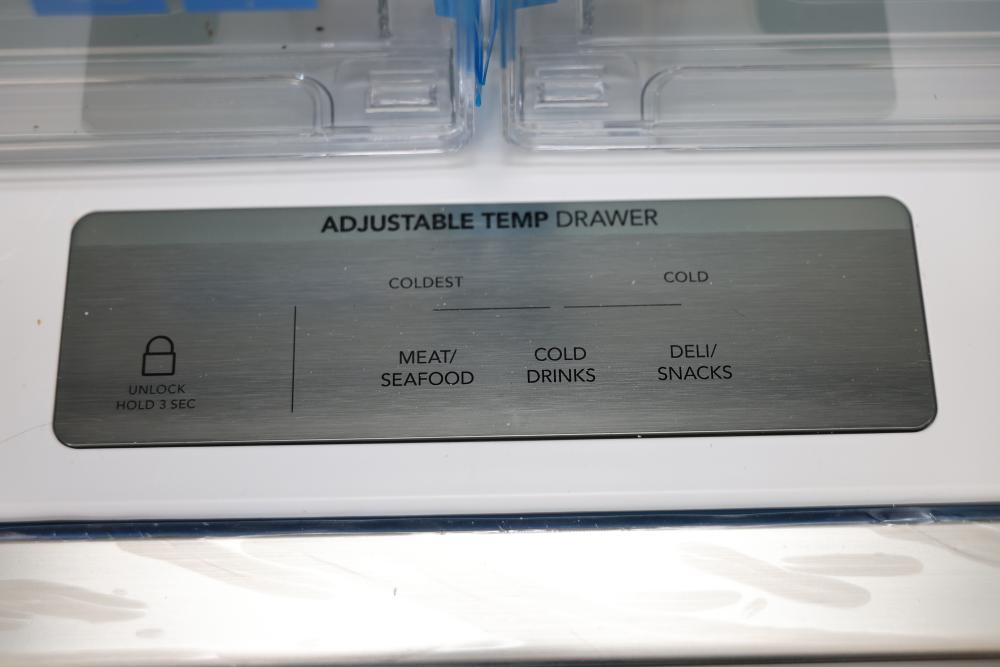 ADJUSTABLE TEMP DRAWER
COLDEST COLD
MEAT/ COLD DELI/
SEAFOOD DRINKS SNACKS
UNLOCK
HOLD 3 SEC